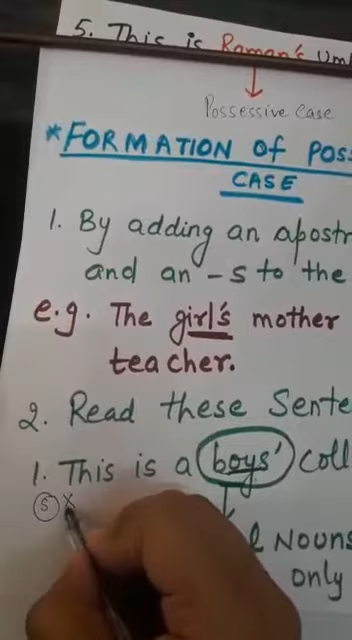 5. This is Raman's
Possessive Case
*FORMATION of
CASE
1. By adding an
and an -s to the
e.g. The girl's mother
teacher.
2. Read these
1. This is a boys'
S X
Nouns
only